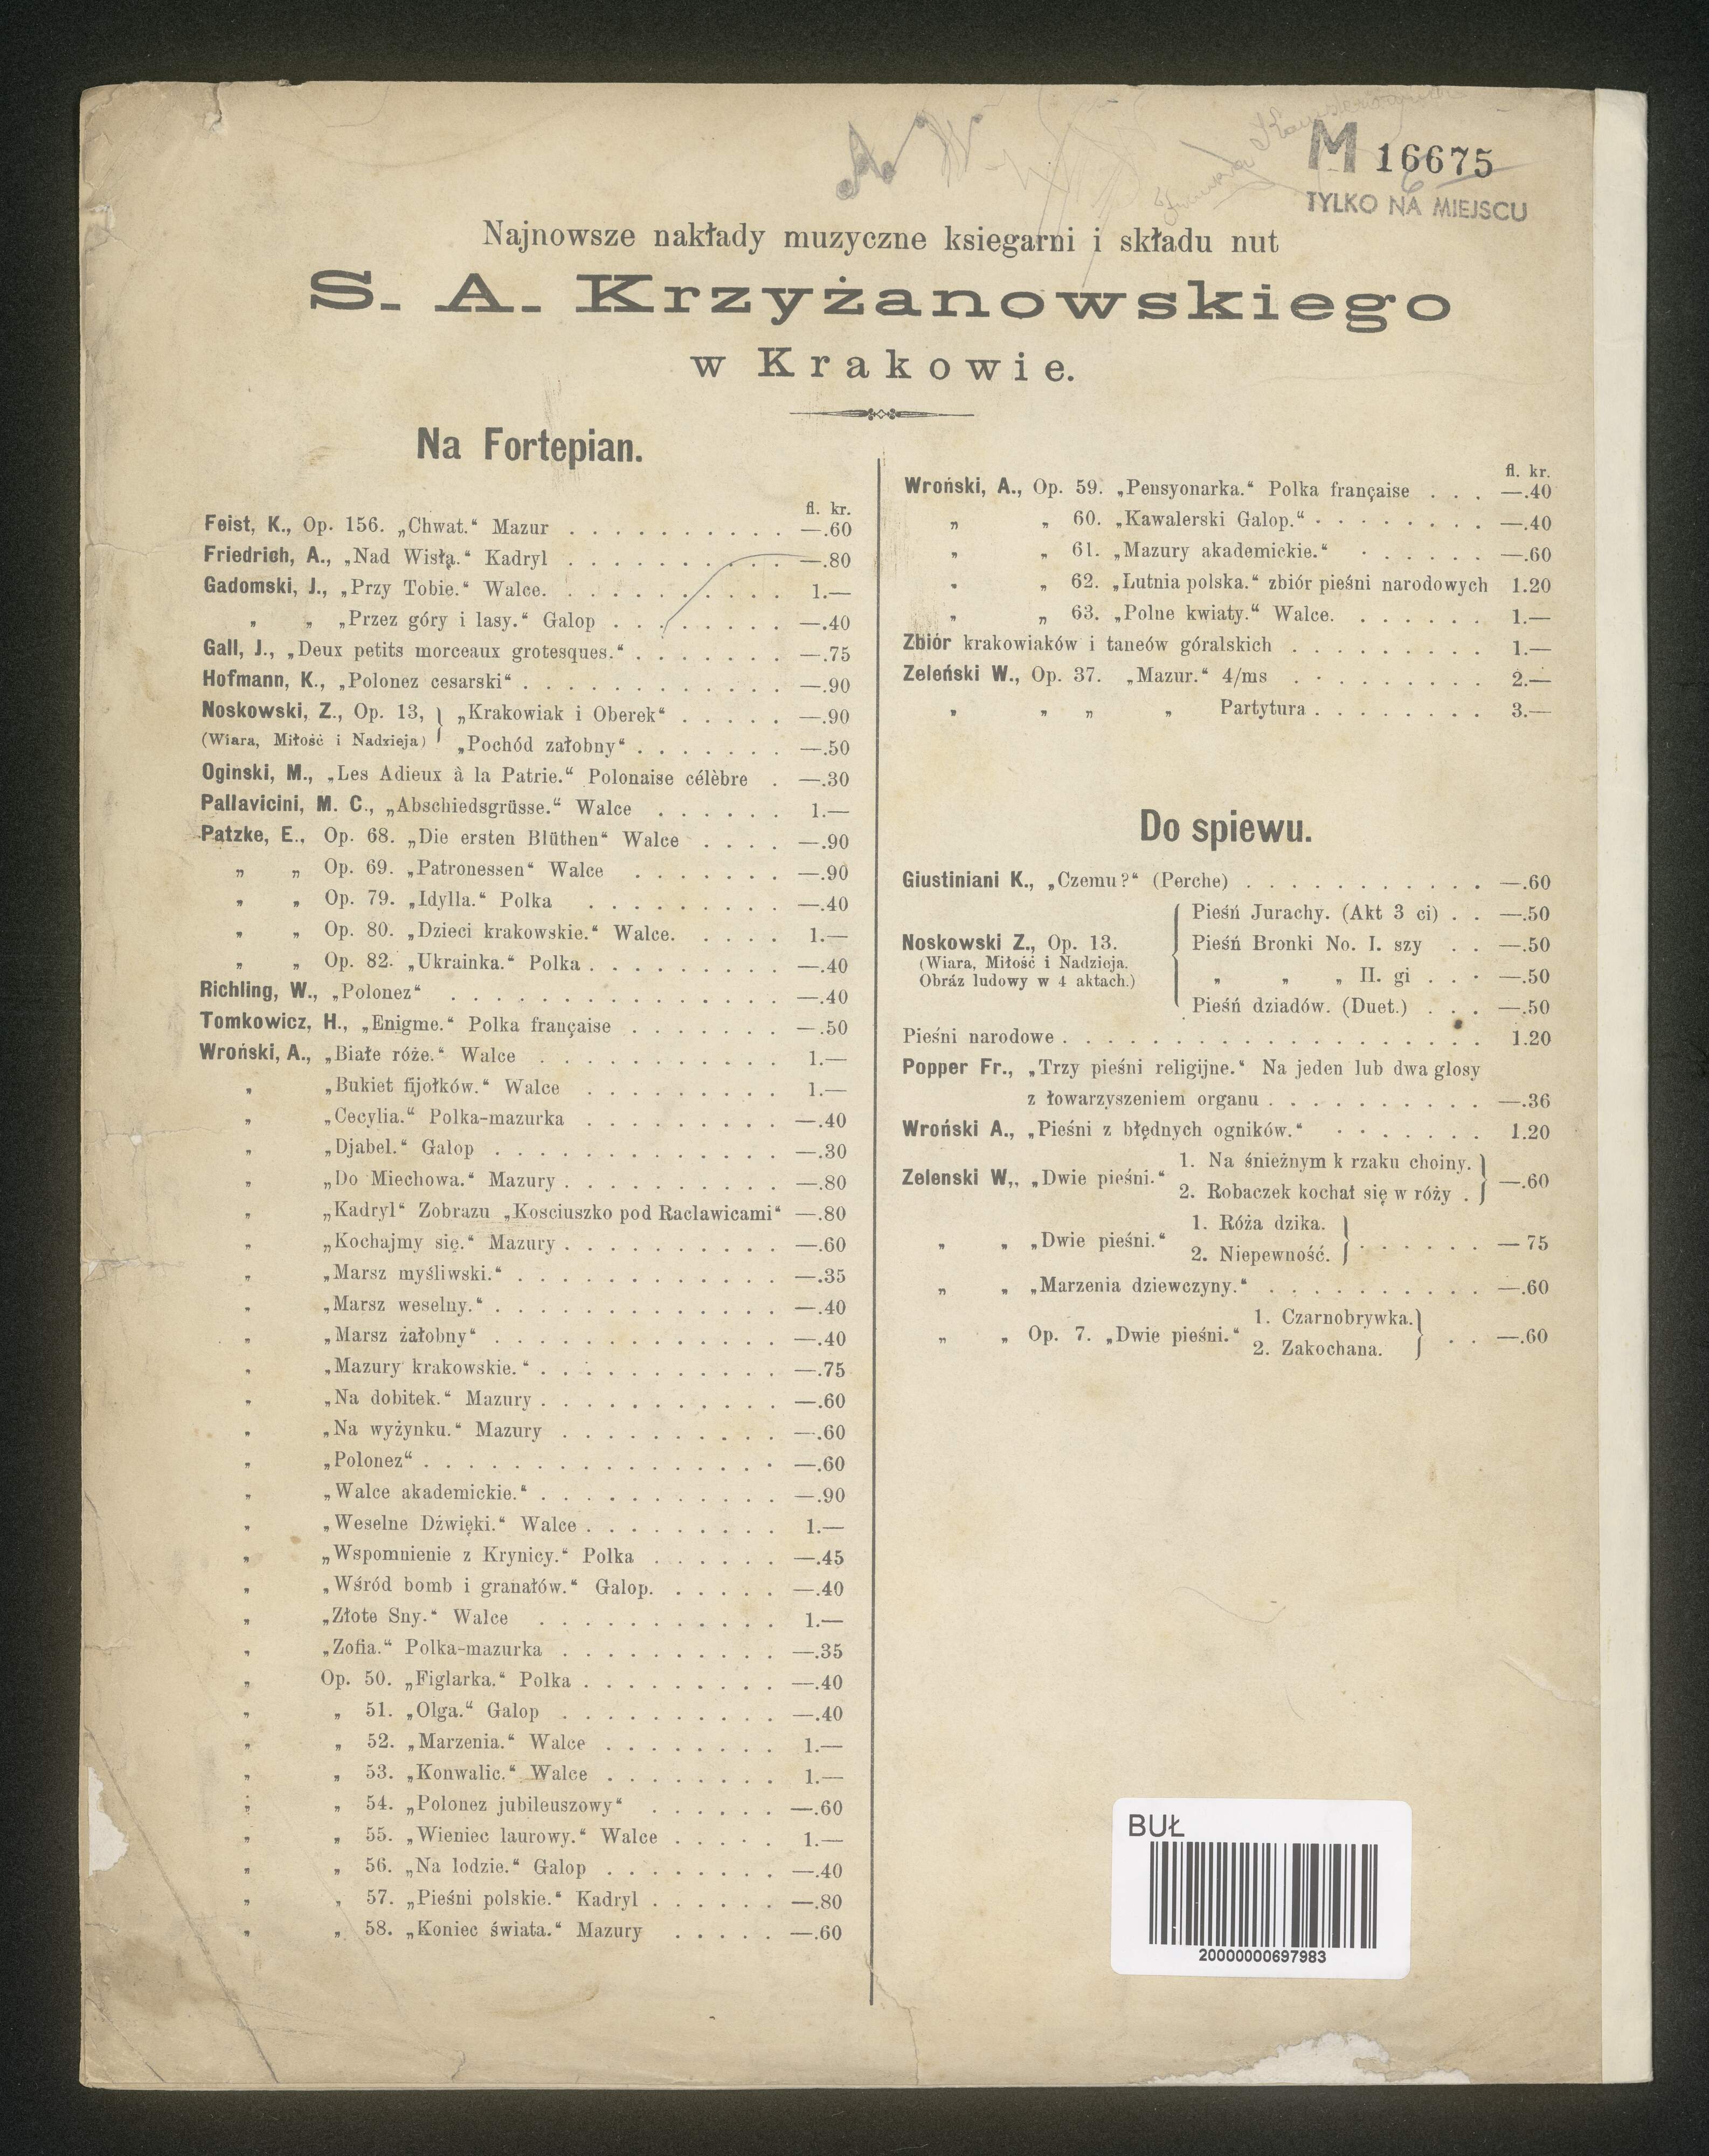 M 16675
TYLKO NA MIEJSCU
Najnowsze nakłady muzyczne ksiegarni i składu nut
S. A. Krzyżanowskiego
w Krakowie.
Na Fortepian.
fl. kr.
Feist, K., Op. 156. „Chwat.“ Mazur . . . . . . . . . . —.60
Friedrich, A., „Nad Wisłą.“ Kadryl . . . . . . . . . . —.80
Gadomski, J., „Przy Tobie.“ Walce. . . . . . . . . . . 1.—
„ „ „Przez góry i lasy.“ Galop . . . . . . . . —.40
Gall, J., „Deux petits morceaux grotesques.“ . . . . . . . —.75
Hofmann, K., „Polonez cesarski“ . . . . . . . . . . . . —.90
Noskowski, Z., Op. 13, } „Krakowiak i Oberek“ . . . . . —.90
(Wiara, Miłość i Nadzieja) „Pochód załobny“ . . . . . . . —.50
Oginski, M., „Les Adieux à la Patrie.“ Polonaise célèbre . —.30
Pallavicini, M. C., „Abschiedsgrüsse.“ Walce . . . . . . 1.—
Patzke, E., Op. 68. „Die ersten Blüthen“ Walce . . . . —.90
„ „ Op. 69. „Patronessen“ Walce . . . . . . . —.90
„ „ Op. 79. „Idylla.“ Polka . . . . . . . . . —.40
„ „ Op. 80. „Dzieci krakowskie.“ Walce. . . . . 1.—
„ „ Op. 82. „Ukrainka.“ Polka . . . . . . . . . —.40
Richling, W., „Polonez“ . . . . . . . . . . . . . . . —.40
Tomkowicz, H., „Enigme.“ Polka française . . . . . . . —.50
Wroński, A., „Białe róże.“ Walce . . . . . . . . . . . 1.—
„ „Bukiet fijołków.“ Walce . . . . . . . . . 1.—
„ „Cecylia.“ Polka-mazurka . . . . . . . . . —.40
„ „Djabel.“ Galop . . . . . . . . . . . . . —.30
„ „Do Miechowa.“ Mazury . . . . . . . . . . —.80
„ „Kadryl“ Zobrazu „Kosciuszko pod Raclawicami“ —.80
„ „Kochajmy się.“ Mazury . . . . . . . . . . —.60
„ „Marsz myśliwski.“ . . . . . . . . . . . . —.35
„ „Marsz weselny.“ . . . . . . . . . . . . . —.40
„ „Marsz żałobny“ . . . . . . . . . . . . . —.40
„ „Mazury krakowskie.“ . . . . . . . . . . . —.75
„ „Na dobitek.“ Mazury . . . . . . . . . . . —.60
„ „Na wyżynku.“ Mazury . . . . . . . . . . —.60
„ „Polonez“ . . . . . . . . . . . . . . . . —.60
„ „Walce akademickie.“ . . . . . . . . . . . —.90
„ „Weselne Dźwięki.“ Walce . . . . . . . . . 1.—
„ „Wspomnienie z Krynicy.“ Polka . . . . . . —.45
„ „Wśród bomb i granałów.“ Galop. . . . . . —.40
„ „Złote Sny.“ Walce . . . . . . . . . . . 1.—
„ „Zofia.“ Polka-mazurka . . . . . . . . . . —.35
„ Op. 50. „Figlarka.“ Polka . . . . . . . . . —.40
„ „ 51. „Olga.“ Galop . . . . . . . . . . —.40
„ „ 52. „Marzenia.“ Walce . . . . . . . . 1.—
„ „ 53. „Konwalic.“ Walce . . . . . . . . 1.—
„ „ 54. „Polonez jubileuszowy“ . . . . . . —.60
„ „ 55. „Wieniec laurowy.“ Walce . . . . . 1.—
„ „ 56. „Na lodzie.“ Galop . . . . . . . . —.40
„ „ 57. „Pieśni polskie.“ Kadryl . . . . . . —.80
„ „ 58. „Koniec świata.“ Mazury . . . . . —.60
fl. kr.
Wroński, A., Op. 59. „Pensyonarka.“ Polka française . . . —.40
„ „ 60. „Kawalerski Galop.“ . . . . . . . . —.40
„ „ 61. „Mazury akademickie.“ . . . . . . —.60
„ „ 62. „Lutnia polska.“ zbiór pieśni narodowych 1.20
„ „ 63. „Polne kwiaty.“ Walce. . . . . . . 1.—
Zbiór krakowiaków i taneów góralskich . . . . . . . . . 1.—
Zeleński W., Op. 37. „Mazur.“ 4/ms . . . . . . . . . 2.—
„ „ „ „ Partytura . . . . . . . . 3.—
Do spiewu.
Giustiniani K., „Czemu?“ (Perche) . . . . . . . . . . . —.60
Pieśń Jurachy. (Akt 3 ci) . . —.50
Noskowski Z., Op. 13. Pieśń Bronki No. I. szy . . —.50
(Wiara, Miłość i Nadzieja.
Obráz ludowy w 4 aktach.) „ „ „ II. gi . . . —.50
Pieśń dziadów. (Duet.) . . . —.50
Pieśni narodowe . . . . . . . . . . . . . . . . . . . 1.20
Popper Fr., „Trzy pieśni religijne.“ Na jeden lub dwa głosy
z łowarzyszeniem organu . . . . . . . . . . —.36
Wroński A., „Pieśni z błędnych ogników.“ . . . . . . . 1.20
Zelenski W,, „Dwie pieśni.“ 1. Na śnieżnym k rzaku choiny. } —.60
2. Robaczek kochał się w róży .
„ „ „Dwie pieśni.“ 1. Róża dzika. } . . . . . . — 75
2. Niepewność.
„ „ „Marzenia dziewczyny.“ . . . . . . . . . . —.60
„ „ Op. 7. „Dwie pieśni.“ 1. Czarnobrywka. } . . —.60
2. Zakochana.
BUŁ
20000000697983